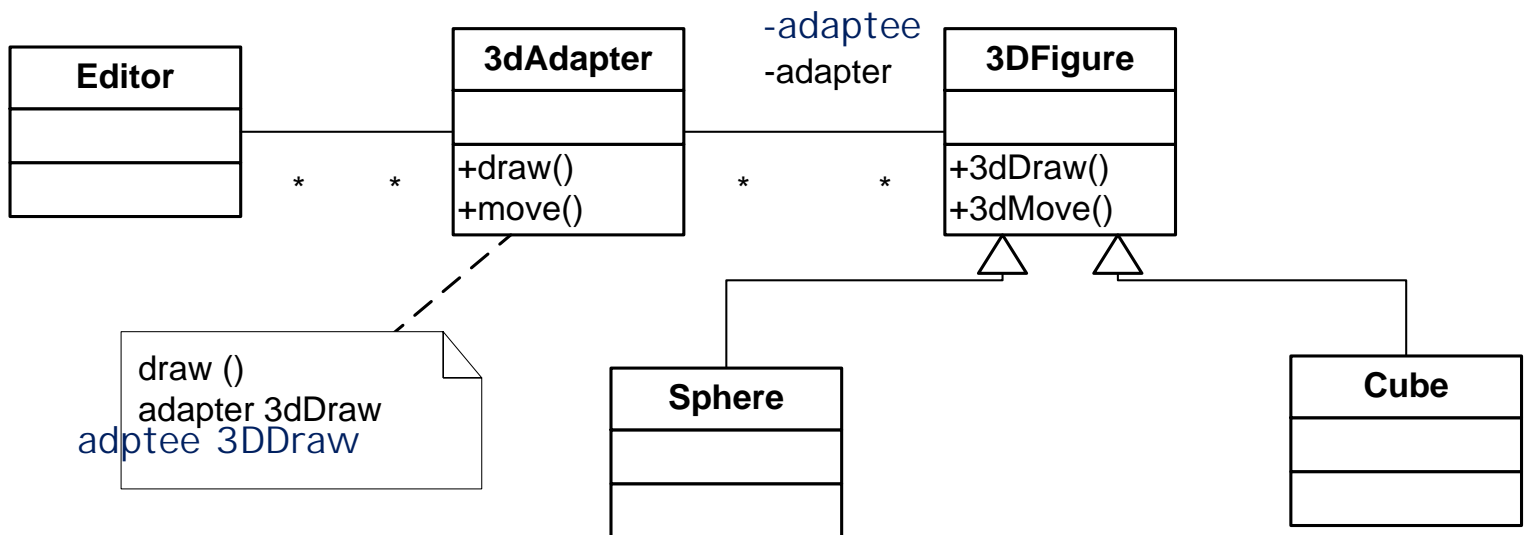 Editor
3dAdapter
+draw()
+move()
-adaptee
-adapter
3DFigure
+3dDraw()
+3dMove()
* * * *
draw ()
adapter 3dDraw
adptee 3DDraw
Sphere
Cube